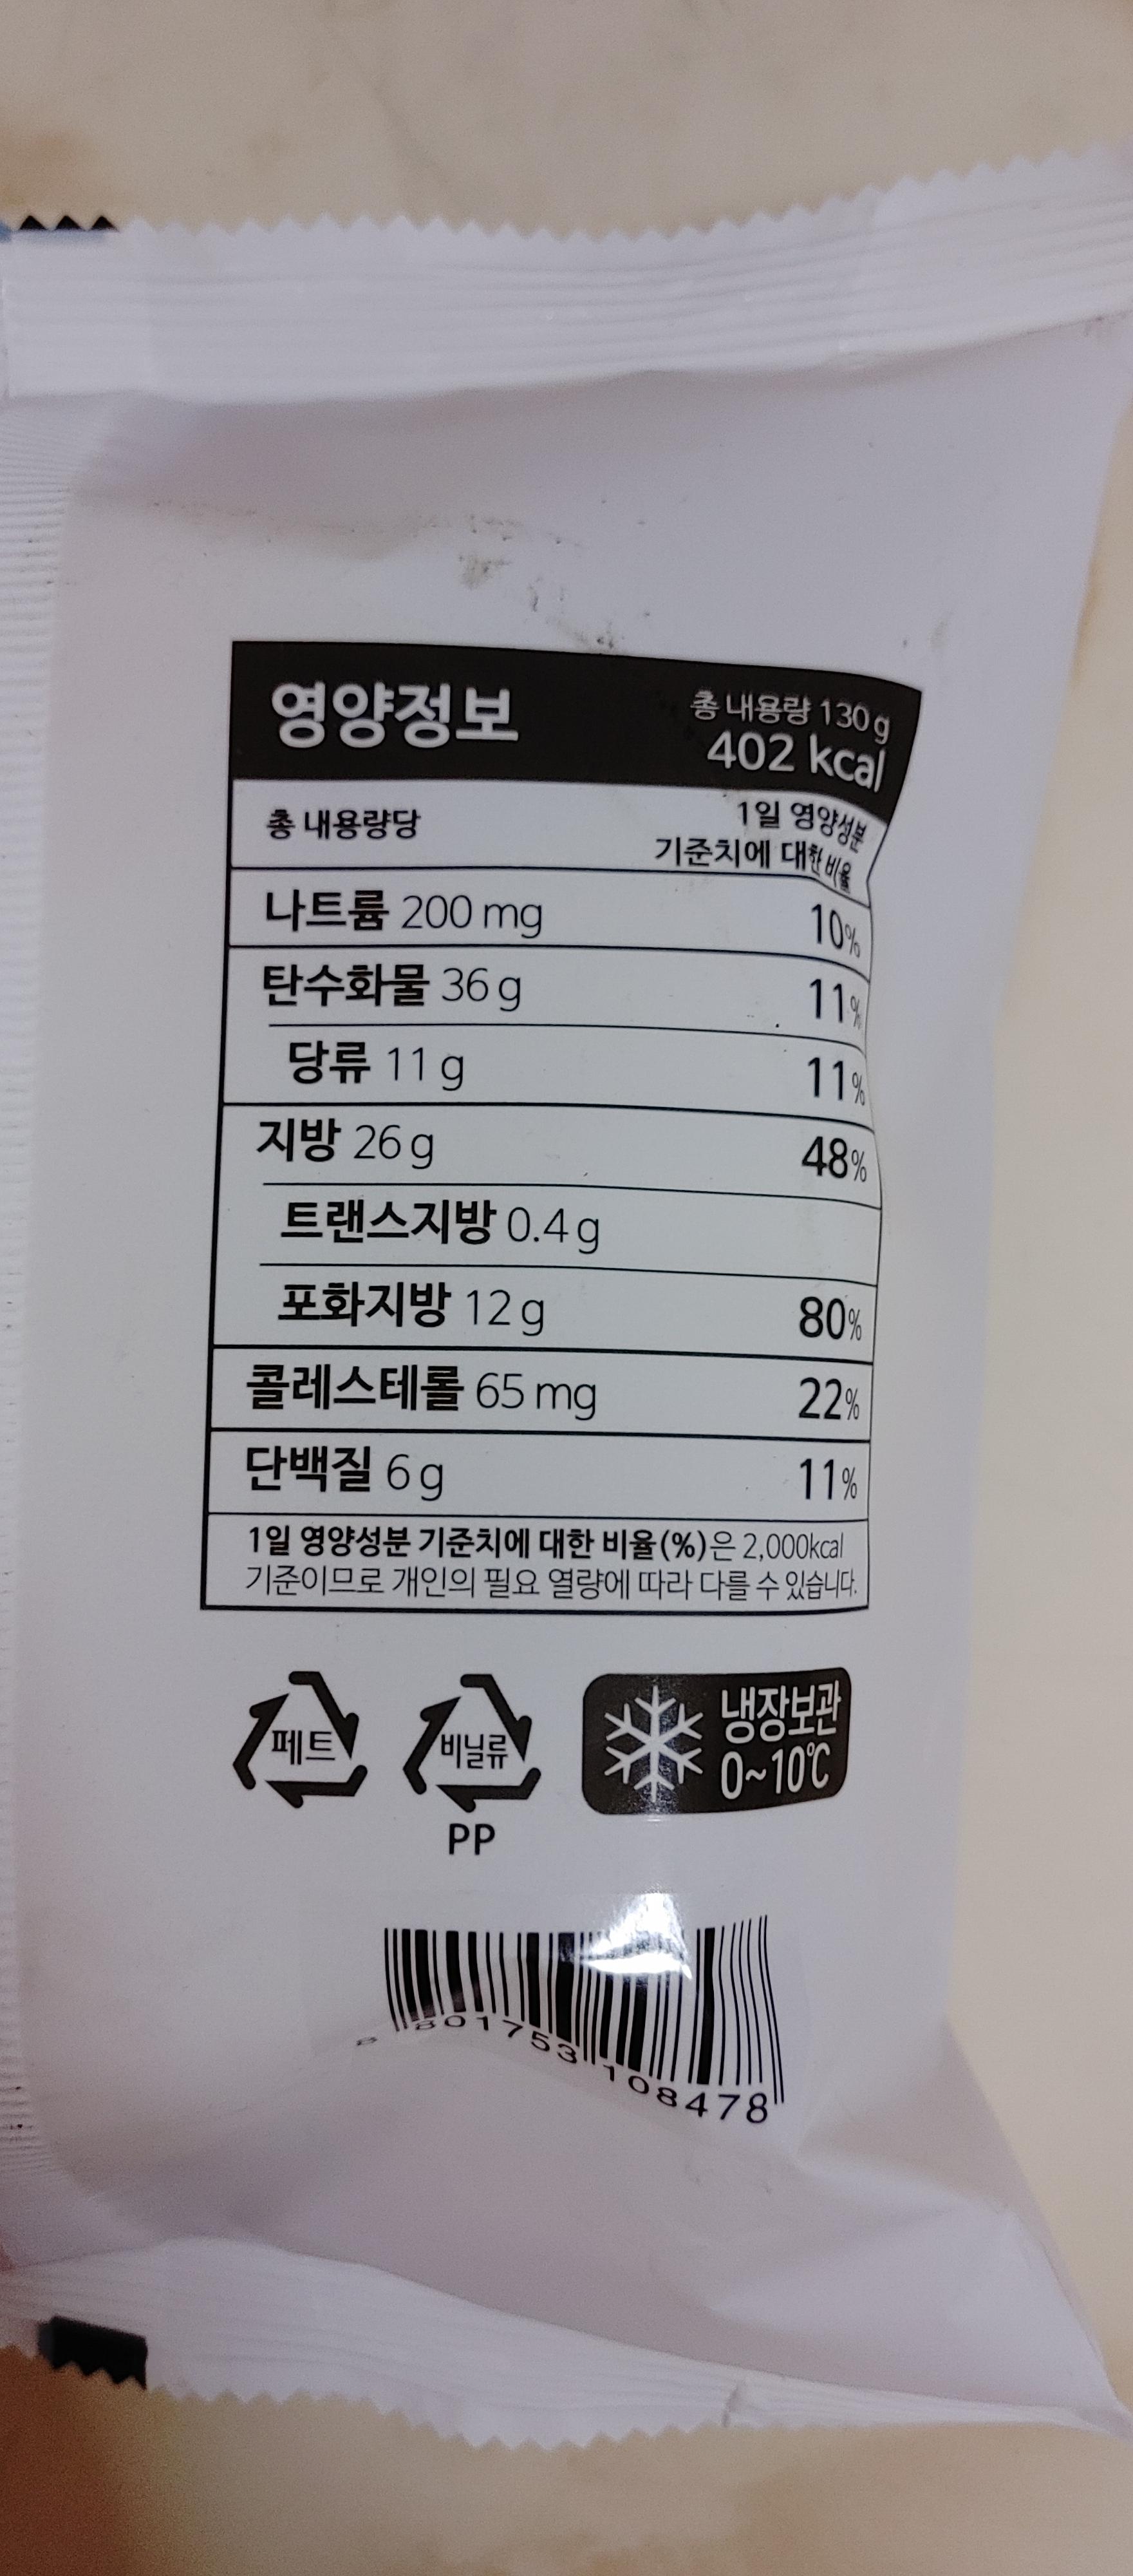 영양정보
총 내용량 130 g
402 kcal
총 내용량당
1일 영양성분
기준치에 대한 비율
나트륨 200 mg 10%
탄수화물 36 g 11%
당류 11 g 11%
지방 26 g 48%
트랜스지방 0.4 g
포화지방 12 g 80%
콜레스테롤 65 mg 22%
단백질 6 g 11%
1일 영양성분 기준치에 대한 비율(%)은 2,000kcal
기준이므로 개인의 필요 열량에 따라 다를 수 있습니다.
페트
비닐류
PP
냉장보관
0~10℃
8 801753 108478